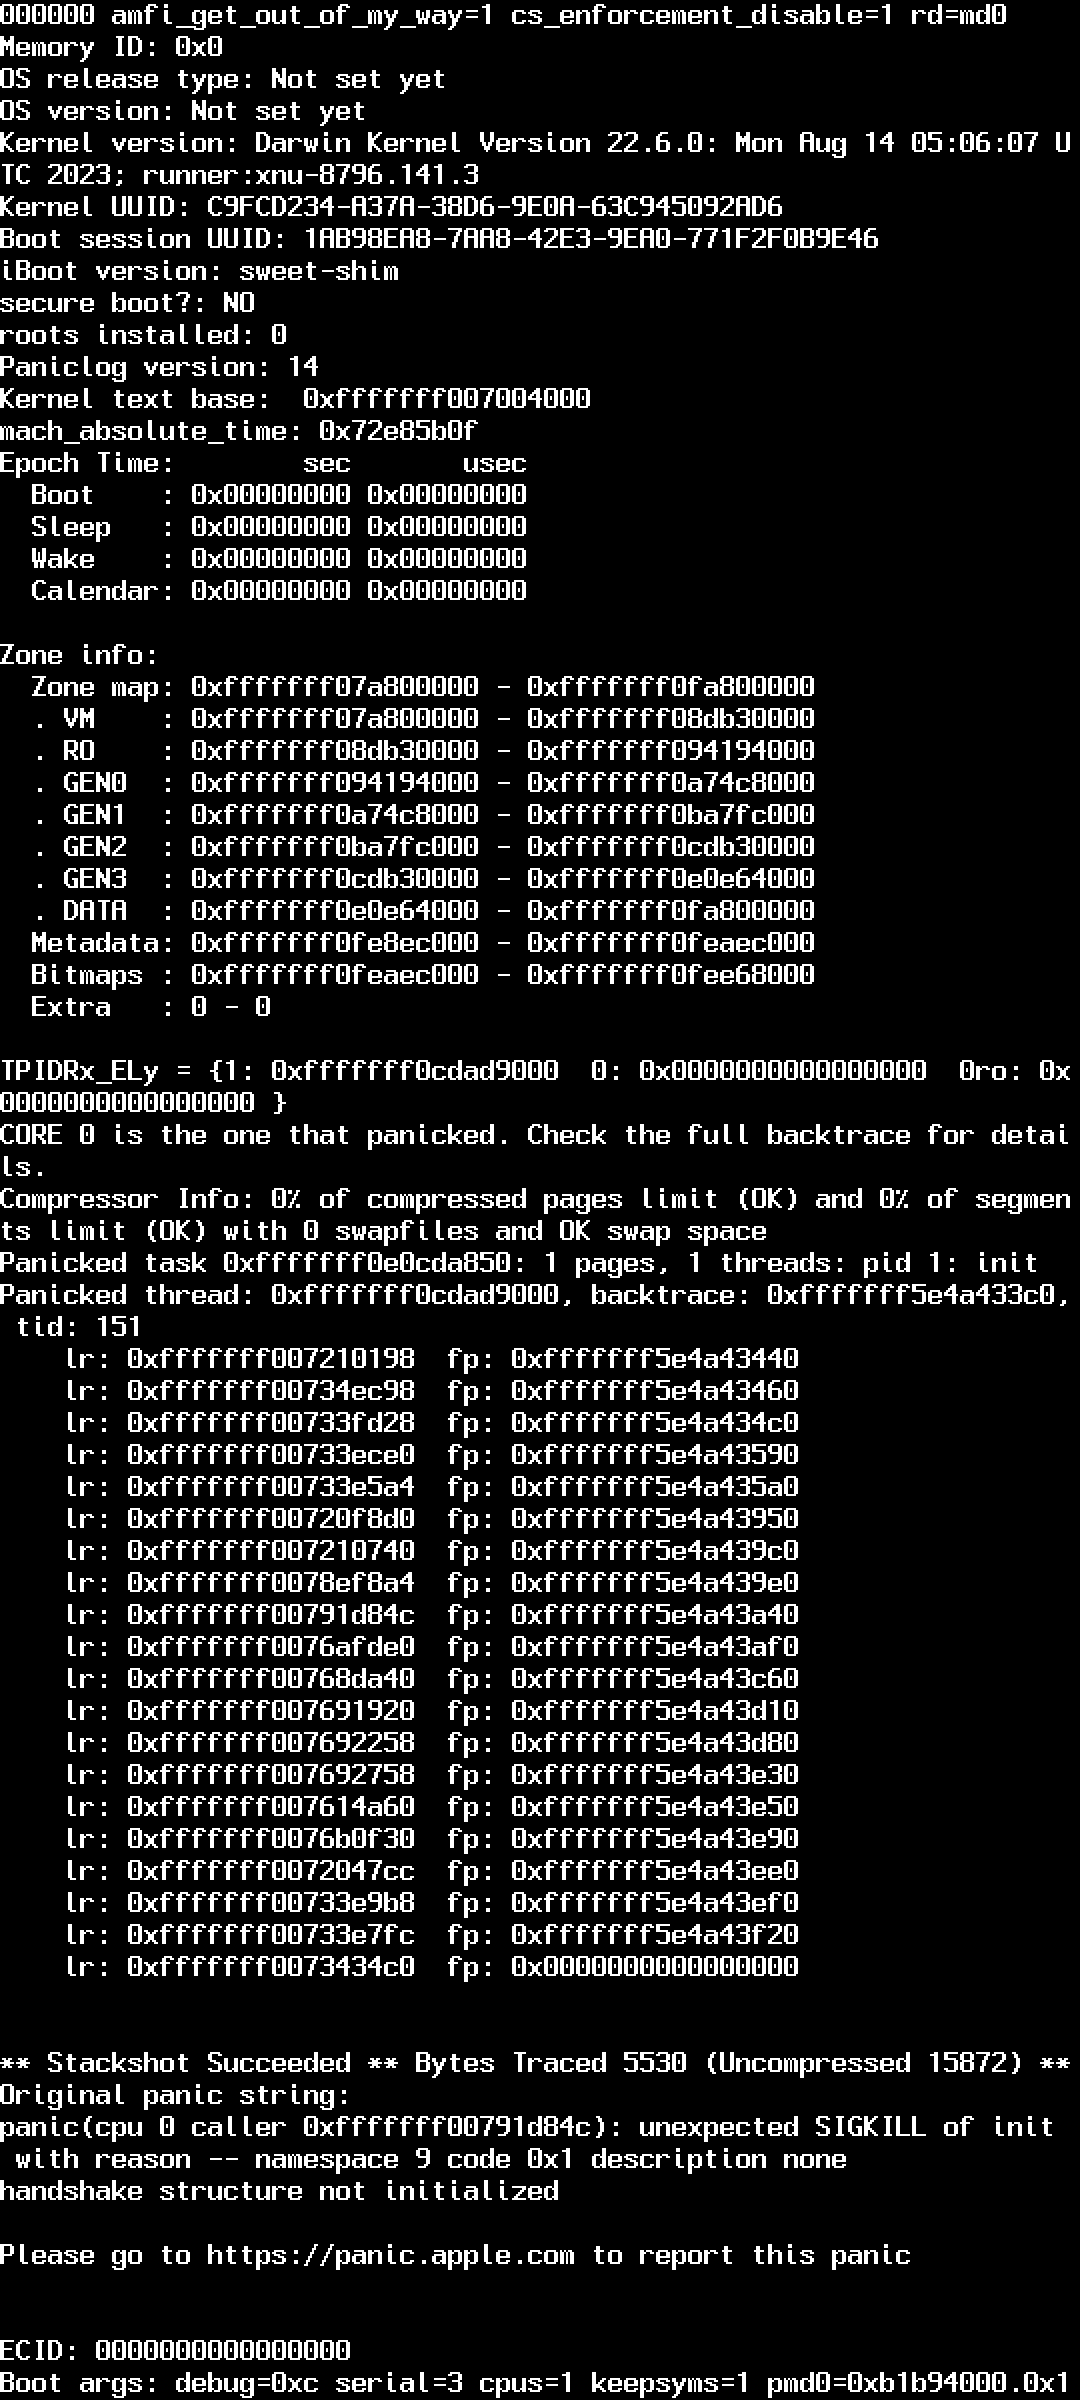 000000 amfi_get_out_of_my_way=1 cs_enforcement_disable=1 rd=md0
Memory ID: 0x0
OS release type: Not set yet
OS version: Not set yet
Kernel version: Darwin Kernel Version 22.6.0: Mon Aug 14 05:06:07 U
TC 2023; runner:xnu-8796.141.3
Kernel UUID: C9FCD234-A37A-38D6-9E0A-63C945092AD6
Boot session UUID: 1AB98EA8-7AA8-42E3-9EA0-771F2F0B9E46
iBoot version: sweet-shim
secure boot?: NO
roots installed: 0
Paniclog version: 14
Kernel text base:  0xfffffff007004000
mach_absolute_time: 0x72e85b0f
Epoch Time:        sec       usec
  Boot    : 0x00000000 0x00000000
  Sleep   : 0x00000000 0x00000000
  Wake    : 0x00000000 0x00000000
  Calendar: 0x00000000 0x00000000
Zone info:
  Zone map: 0xfffffff07a800000 - 0xfffffff0fa800000
  . VM    : 0xfffffff07a800000 - 0xfffffff08db30000
  . RO    : 0xfffffff08db30000 - 0xfffffff094194000
  . GEN0  : 0xfffffff094194000 - 0xfffffff0a74c8000
  . GEN1  : 0xfffffff0a74c8000 - 0xfffffff0ba7fc000
  . GEN2  : 0xfffffff0ba7fc000 - 0xfffffff0cdb30000
  . GEN3  : 0xfffffff0cdb30000 - 0xfffffff0e0e64000
  . DATA  : 0xfffffff0e0e64000 - 0xfffffff0fa800000
  Metadata: 0xfffffff0fe8ec000 - 0xfffffff0feaec000
  Bitmaps : 0xfffffff0feaec000 - 0xfffffff0fee68000
  Extra   : 0 - 0
TPIDRx_ELy = {1: 0xfffffff0cdad9000  0: 0x0000000000000000  0ro: 0x
0000000000000000 }
CORE 0 is the one that panicked. Check the full backtrace for detai
ls.
Compressor Info: 0% of compressed pages limit (OK) and 0% of segmen
ts limit (OK) with 0 swapfiles and OK swap space
Panicked task 0xfffffff0e0cda850: 1 pages, 1 threads: pid 1: init
Panicked thread: 0xfffffff0cdad9000, backtrace: 0xfffffff5e4a433c0,
 tid: 151
    lr: 0xfffffff007210198  fp: 0xfffffff5e4a43440
    lr: 0xfffffff00734ec98  fp: 0xfffffff5e4a43460
    lr: 0xfffffff00733fd28  fp: 0xfffffff5e4a434c0
    lr: 0xfffffff00733ece0  fp: 0xfffffff5e4a43590
    lr: 0xfffffff00733e5a4  fp: 0xfffffff5e4a435a0
    lr: 0xfffffff00720f8d0  fp: 0xfffffff5e4a43950
    lr: 0xfffffff007210740  fp: 0xfffffff5e4a439c0
    lr: 0xfffffff0078ef8a4  fp: 0xfffffff5e4a439e0
    lr: 0xfffffff00791d84c  fp: 0xfffffff5e4a43a40
    lr: 0xfffffff0076afde0  fp: 0xfffffff5e4a43af0
    lr: 0xfffffff00768da40  fp: 0xfffffff5e4a43c60
    lr: 0xfffffff007691920  fp: 0xfffffff5e4a43d10
    lr: 0xfffffff007692258  fp: 0xfffffff5e4a43d80
    lr: 0xfffffff007692758  fp: 0xfffffff5e4a43e30
    lr: 0xfffffff007614a60  fp: 0xfffffff5e4a43e50
    lr: 0xfffffff0076b0f30  fp: 0xfffffff5e4a43e90
    lr: 0xfffffff0072047cc  fp: 0xfffffff5e4a43ee0
    lr: 0xfffffff00733e9b8  fp: 0xfffffff5e4a43ef0
    lr: 0xfffffff00733e7fc  fp: 0xfffffff5e4a43f20
    lr: 0xfffffff0073434c0  fp: 0x0000000000000000
** Stackshot Succeeded ** Bytes Traced 5530 (Uncompressed 15872) **
Original panic string:
panic(cpu 0 caller 0xfffffff00791d84c): unexpected SIGKILL of init
 with reason -- namespace 9 code 0x1 description none
handshake structure not initialized
Please go to https://panic.apple.com to report this panic
ECID: 0000000000000000
Boot args: debug=0xc serial=3 cpus=1 keepsyms=1 pmd0=0xb1b94000.0x1